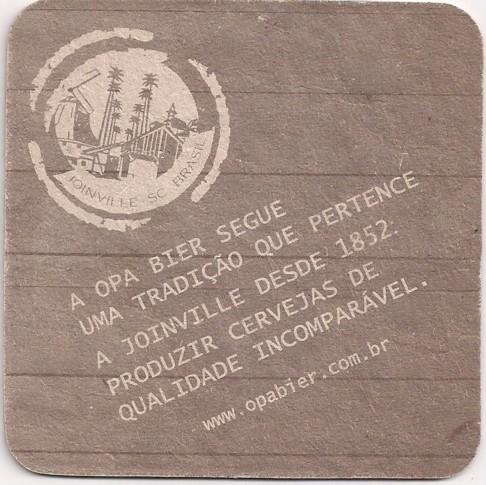 JOINVILLE SC BRASIL
A OPA BIER SEGUE
UMA TRADIÇÃO QUE PERTENCE
A JOINVILLE DESDE 1852:
PRODUZIR CERVEJAS DE
QUALIDADE INCOMPARÁVEL.
www.opabier.com.br